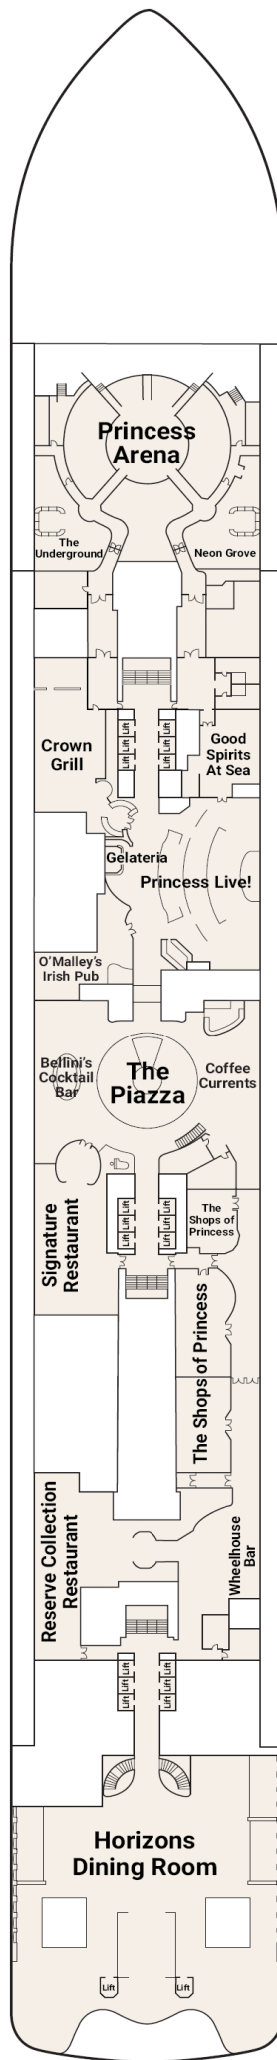 Princess
Arena
The
Underground
Neon Grove
Lift
Lift
Lift
Lift
Lift
Lift
Crown
Grill
Good
Spirits
At Sea
Gelateria
Princess Live!
O'Malley's
Irish Pub
Bellini's
Cocktail
Bar
The
Piazza
Coffee
Currents
Signature
Restaurant
Lift
Lift
Lift
Lift
Lift
Lift
The
Shops of
Princess
The Shops of Princess
Reserve Collection
Restaurant
Wheelhouse
Bar
Lift
Lift
Lift
Lift
Lift
Lift
Horizons
Dining Room
Lift
Lift